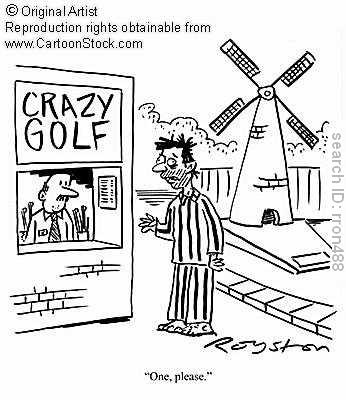 © Original Artist
Reproduction rights obtainable from
www.CartoonStock.com
CRAZY
GOLF
search ID: rron488
Royston
"One, please."